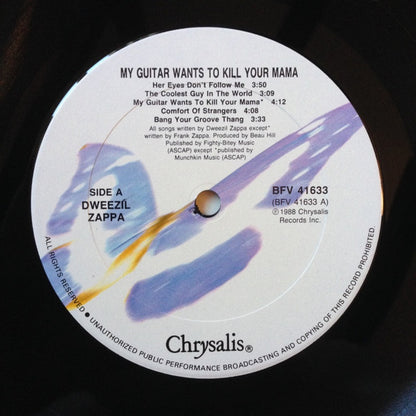 MY GUITAR WANTS TO KILL YOUR MAMA
Her Eyes Don't Follow Me 3:50
The Coolest Guy In The World 3:09
My Guitar Wants To Kill Your Mama* 4:12
Comfort Of Strangers 4:08
Bang Your Groove Thang 3:33
All songs written by Dweezil Zappa except*
written by Frank Zappa. Produced by Beau Hill
Published by Fighty-Bitey Music
(ASCAP) except *published by
Munchkin Music (ASCAP)
SIDE A
DWEEZIL
ZAPPA
BFV 41633
(BFV 41633 A)
℗ 1988 Chrysalis
Records Inc.
Chrysalis®
ALL RIGHTS RESERVED • UNAUTHORIZED PUBLIC PERFORMANCE BROADCASTING AND COPYING OF THIS RECORD PROHIBITED.